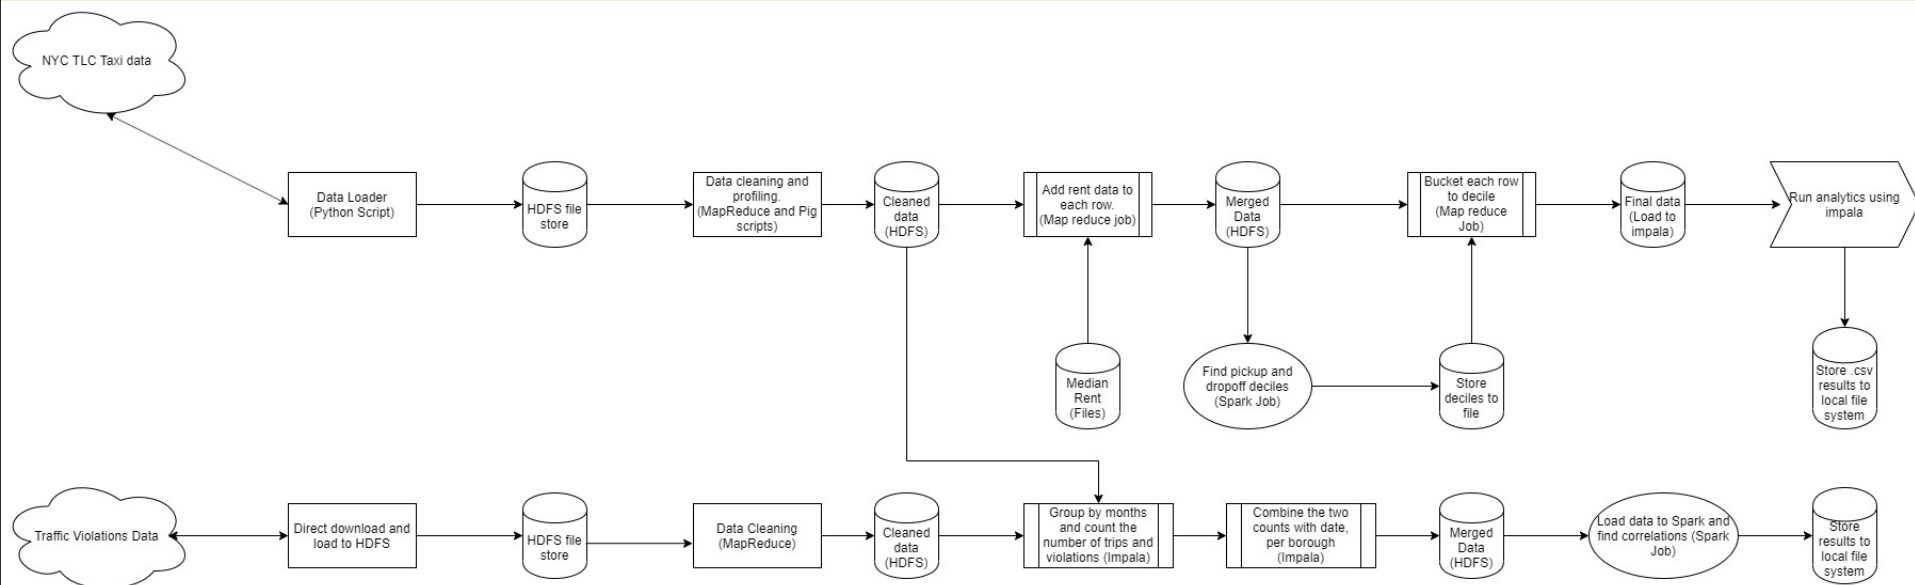 NYC TLC Taxi data
Data Loader
(Python Script)
HDFS file
store
Data cleaning and
profiling.
(MapReduce and Pig
scripts)
Cleaned
data
(HDFS)
Add rent data to
each row.
(Map reduce job)
Merged
Data
(HDFS)
Bucket each row
to decile
(Map reduce
Job)
Final data
(Load to
impala)
Run analytics using
impala
Median
Rent
(Files)
Find pickup and
dropoff deciles
(Spark Job)
Store
deciles to
file
Store .csv
results to
local file
system
Traffic Violations Data
Direct download and
load to HDFS
HDFS file
store
Data Cleaning
(MapReduce)
Cleaned
data
(HDFS)
Group by months
and count the
number of trips and
violations (Impala)
Combine the two
counts with date,
per borough
(Impala)
Merged
Data
(HDFS)
Load data to Spark and
find correlations (Spark
Job)
Store
results to
local file
system